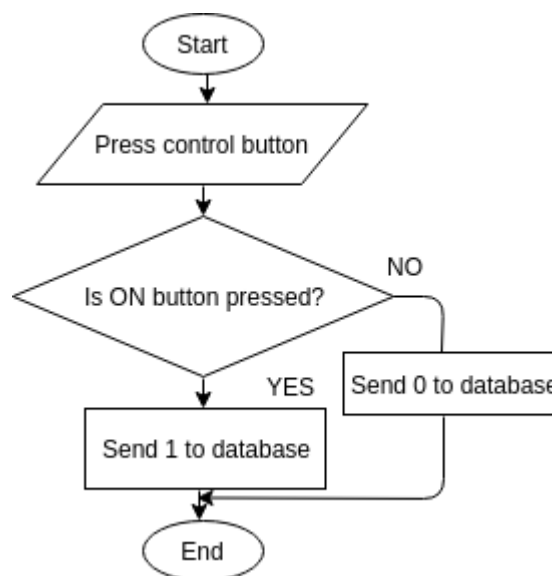 Start
Press control button
Is ON button pressed?
NO
YES
Send 0 to database
Send 1 to database
End